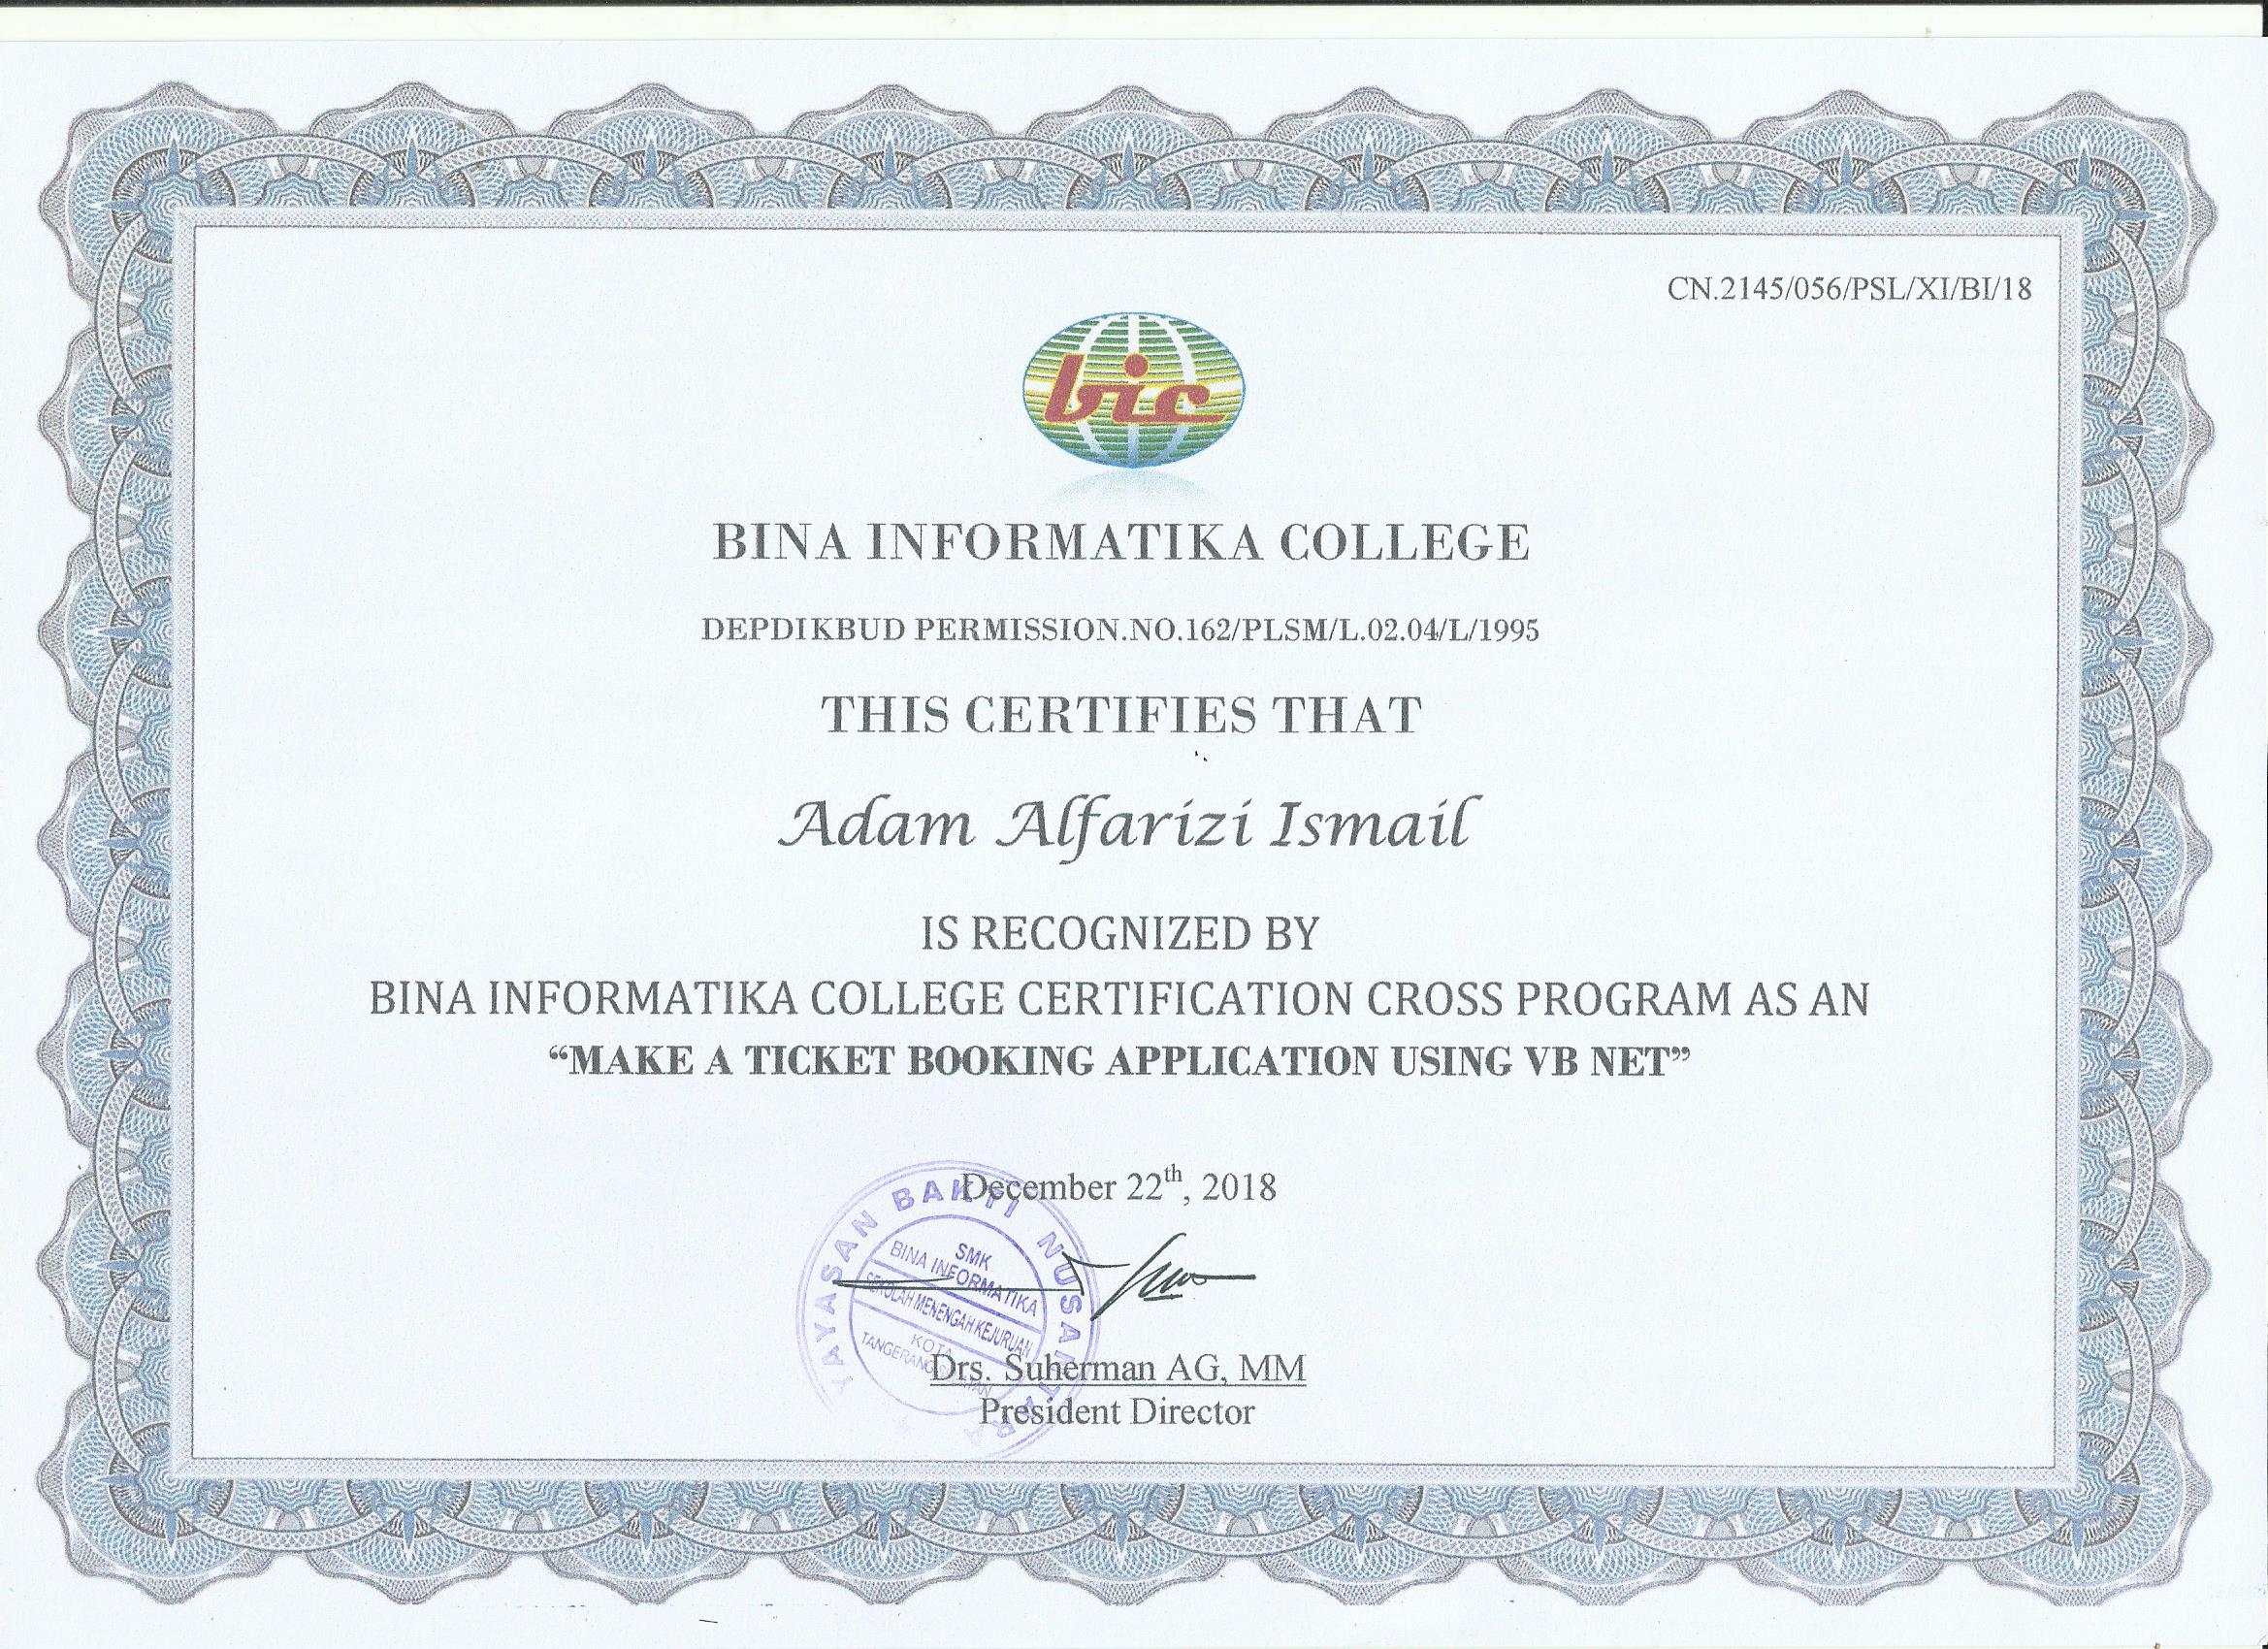 CN.2145/056/PSL/XI/BI/18
bic
BINA INFORMATIKA COLLEGE
DEPDIKBUD PERMISSION.NO.162/PLSM/L.02.04/L/1995
THIS CERTIFIES THAT
Adam Alfarizi Ismail
IS RECOGNIZED BY
BINA INFORMATIKA COLLEGE CERTIFICATION CROSS PROGRAM AS AN
“MAKE A TICKET BOOKING APPLICATION USING VB NET”
December 22th, 2018
YAYASAN BAKTI NUSANTARA
SMK
BINA INFORMATIKA
SEKOLAH MENENGAH KEJURUAN
KOTA
TANGERANG SELATAN
Drs. Suherman AG, MM
President Director